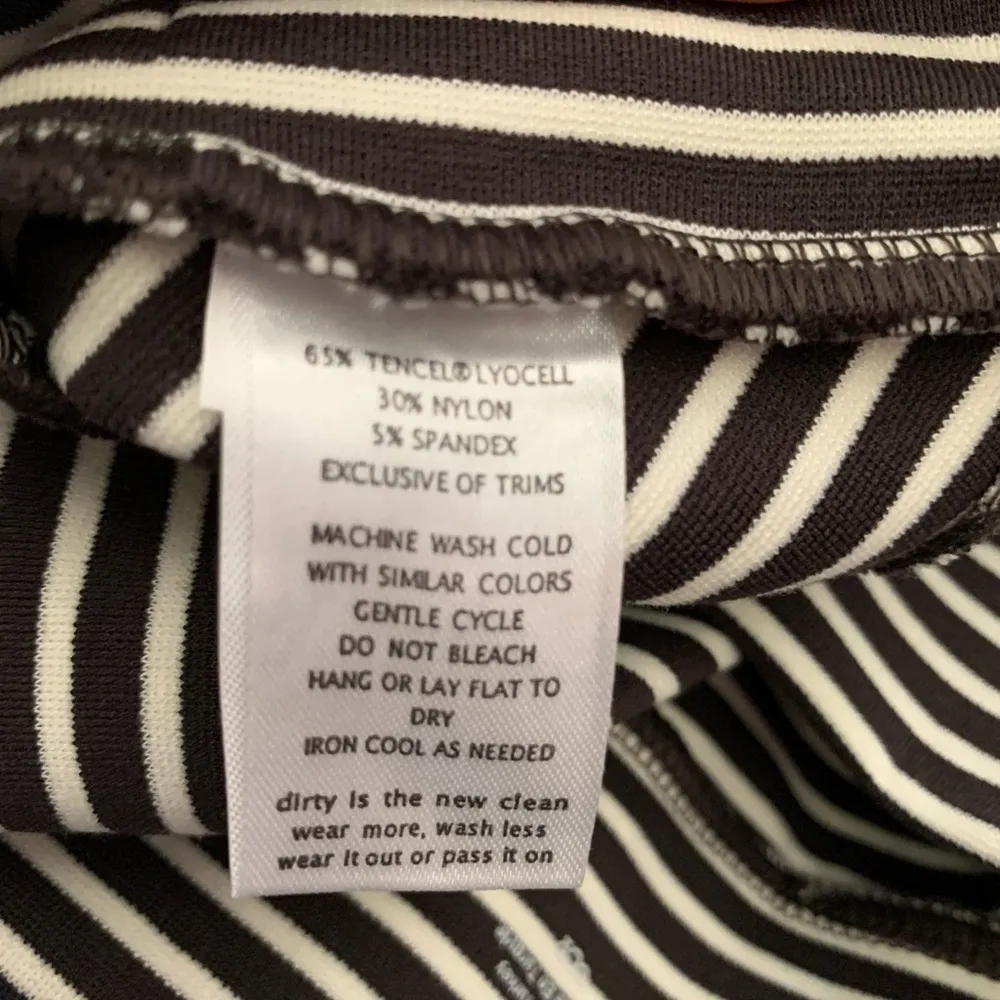 65% TENCEL® LYOCELL
30% NYLON
5% SPANDEX
EXCLUSIVE OF TRIMS
MACHINE WASH COLD
WITH SIMILAR COLORS
GENTLE CYCLE
DO NOT BLEACH
HANG OR LAY FLAT TO
DRY
IRON COOL AS NEEDED
dirty is the new clean
wear more, wash less
wear it out or pass it on